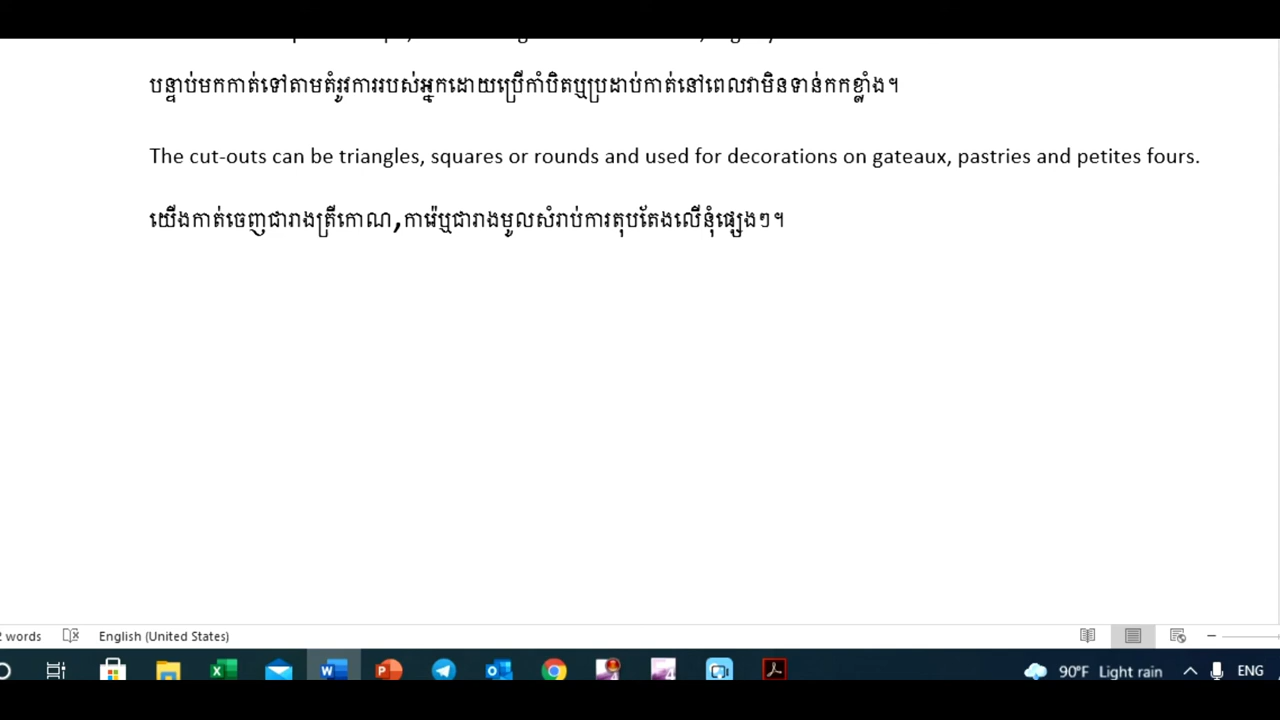 បន្ទាប់មកកាត់ទៅតាមតំរូវការរបស់អ្នកដោយប្រើកាំបិតឬប្រដាប់កាត់នៅពេលវាមិនទាន់កកខ្លាំង។
The cut-outs can be triangles, squares or rounds and used for decorations on gateaux, pastries and petites fours.
យើងកាត់ចេញជារាងត្រីកោណ,ការ៉េឬជារាងមូលសំរាប់ការតុបតែងលើនុំផ្សេងៗ។
words English (United States)
90°F Light rain ENG